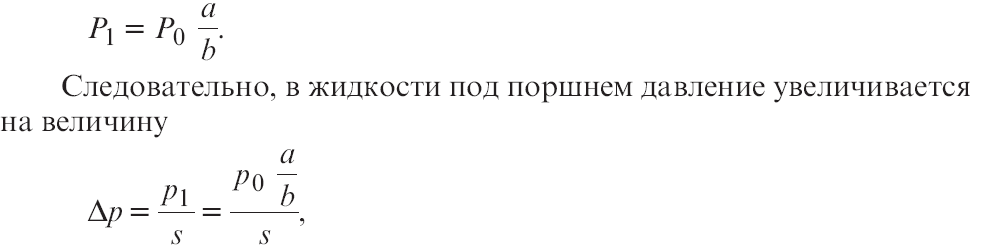 P₁ = P₀ a/b.
Следовательно, в жидкости под поршнем давление увеличивается
на величину
Δp = p₁/s = (p₀ a/b)/s,